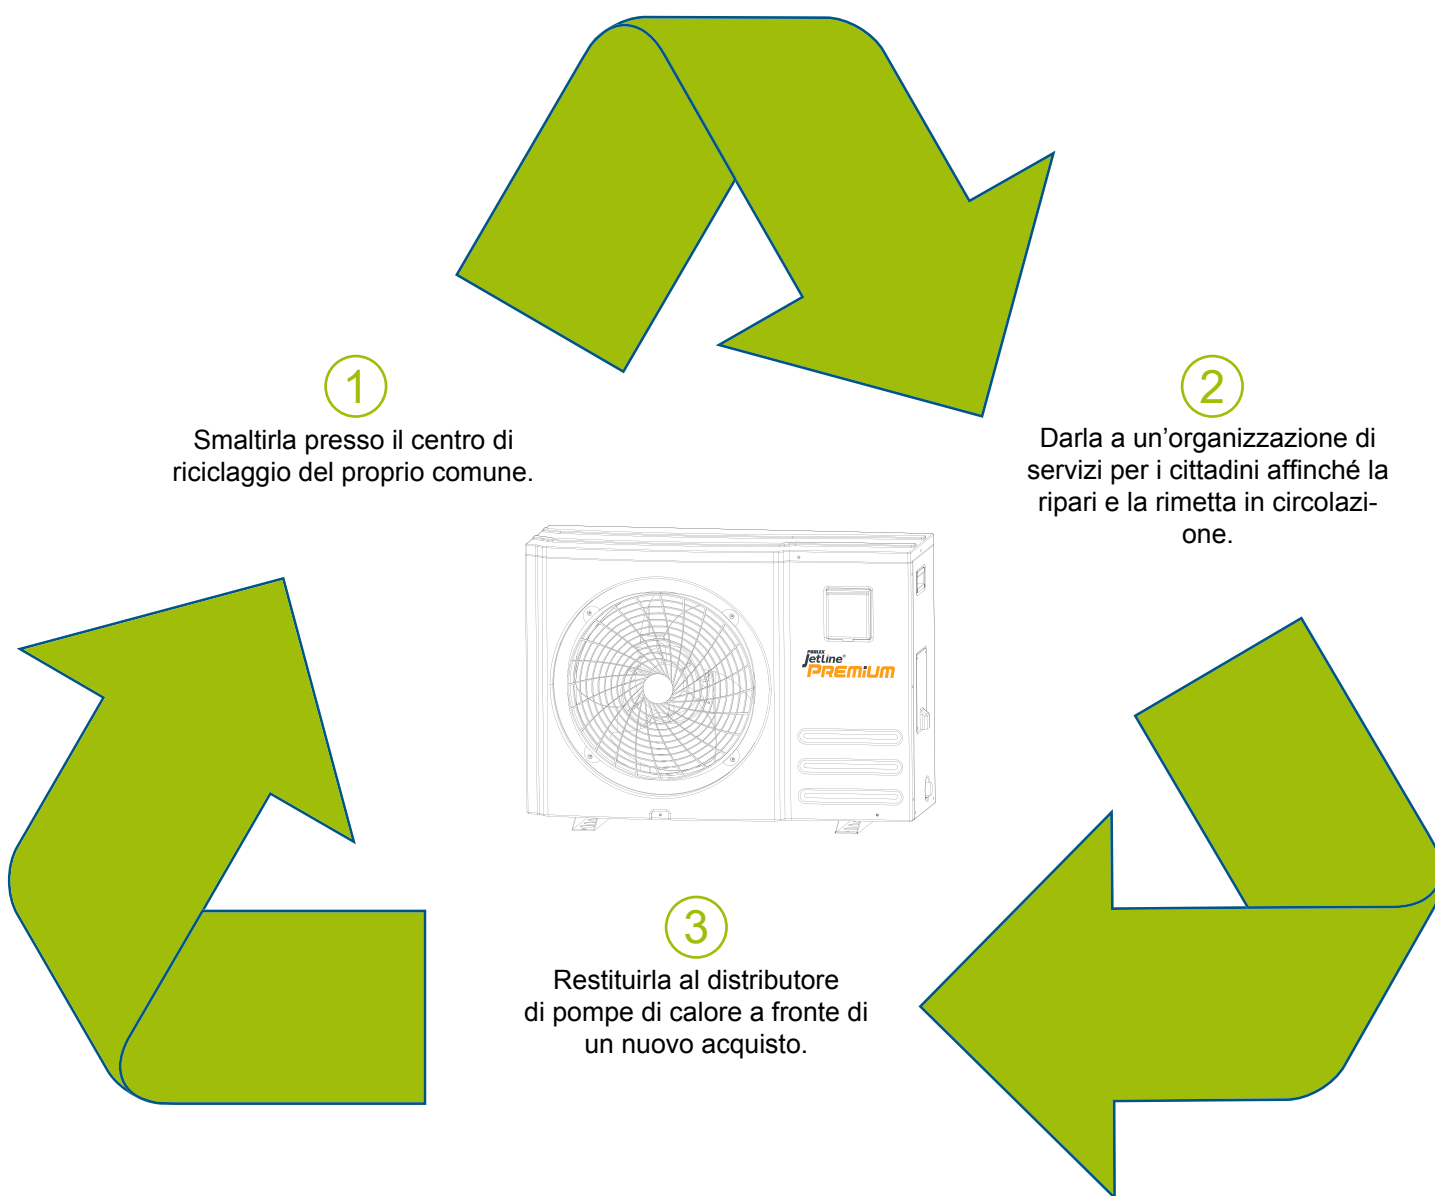 1
Smaltirla presso il centro di
riciclaggio del proprio comune.
2
Darla a un’organizzazione di
servizi per i cittadini affinché la
ripari e la rimetta in circolazi-
one.
POOLEX
jetline®
PREMiUM
3
Restituirla al distributore
di pompe di calore a fronte di
un nuovo acquisto.